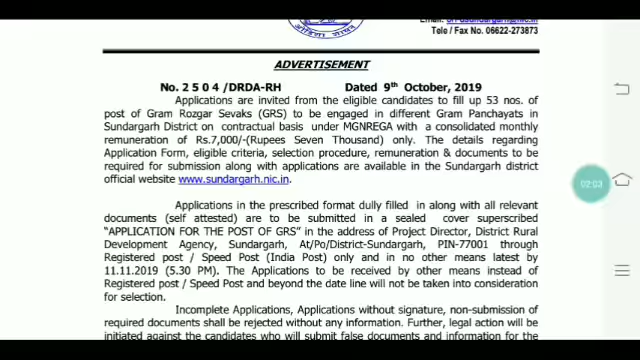 Email: ori-sundargarh@nic.in
Tele / Fax No. 06622-273873
ADVERTISEMENT
No. 2 5 0 4 /DRDA-RH Dated 9th October, 2019
Applications are invited from the eligible candidates to fill up 53 nos. of
post of Gram Rozgar Sevaks (GRS) to be engaged in different Gram Panchayats in
Sundargarh District on contractual basis under MGNREGA with a consolidated monthly
remuneration of Rs.7,000/-(Rupees Seven Thousand) only. The details regarding
Application Form, eligible criteria, selection procedure, remuneration & documents to be
required for submission along with applications are available in the Sundargarh district
official website www.sundargarh.nic.in.
Applications in the prescribed format dully filled in along with all relevant
documents (self attested) are to be submitted in a sealed cover superscribed
"APPLICATION FOR THE POST OF GRS" in the address of Project Director, District Rural
Development Agency, Sundargarh, At/Po/District-Sundargarh, PIN-77001 through
Registered post / Speed Post (India Post) only and in no other means latest by
11.11.2019 (5.30 PM). The Applications to be received by other means instead of
Registered post / Speed Post and beyond the date line will not be taken into consideration
for selection.
Incomplete Applications, Applications without signature, non-submission of
required documents shall be rejected without any information. Further, legal action will be
initiated against the candidates who will submit false documents and information for the
02:03